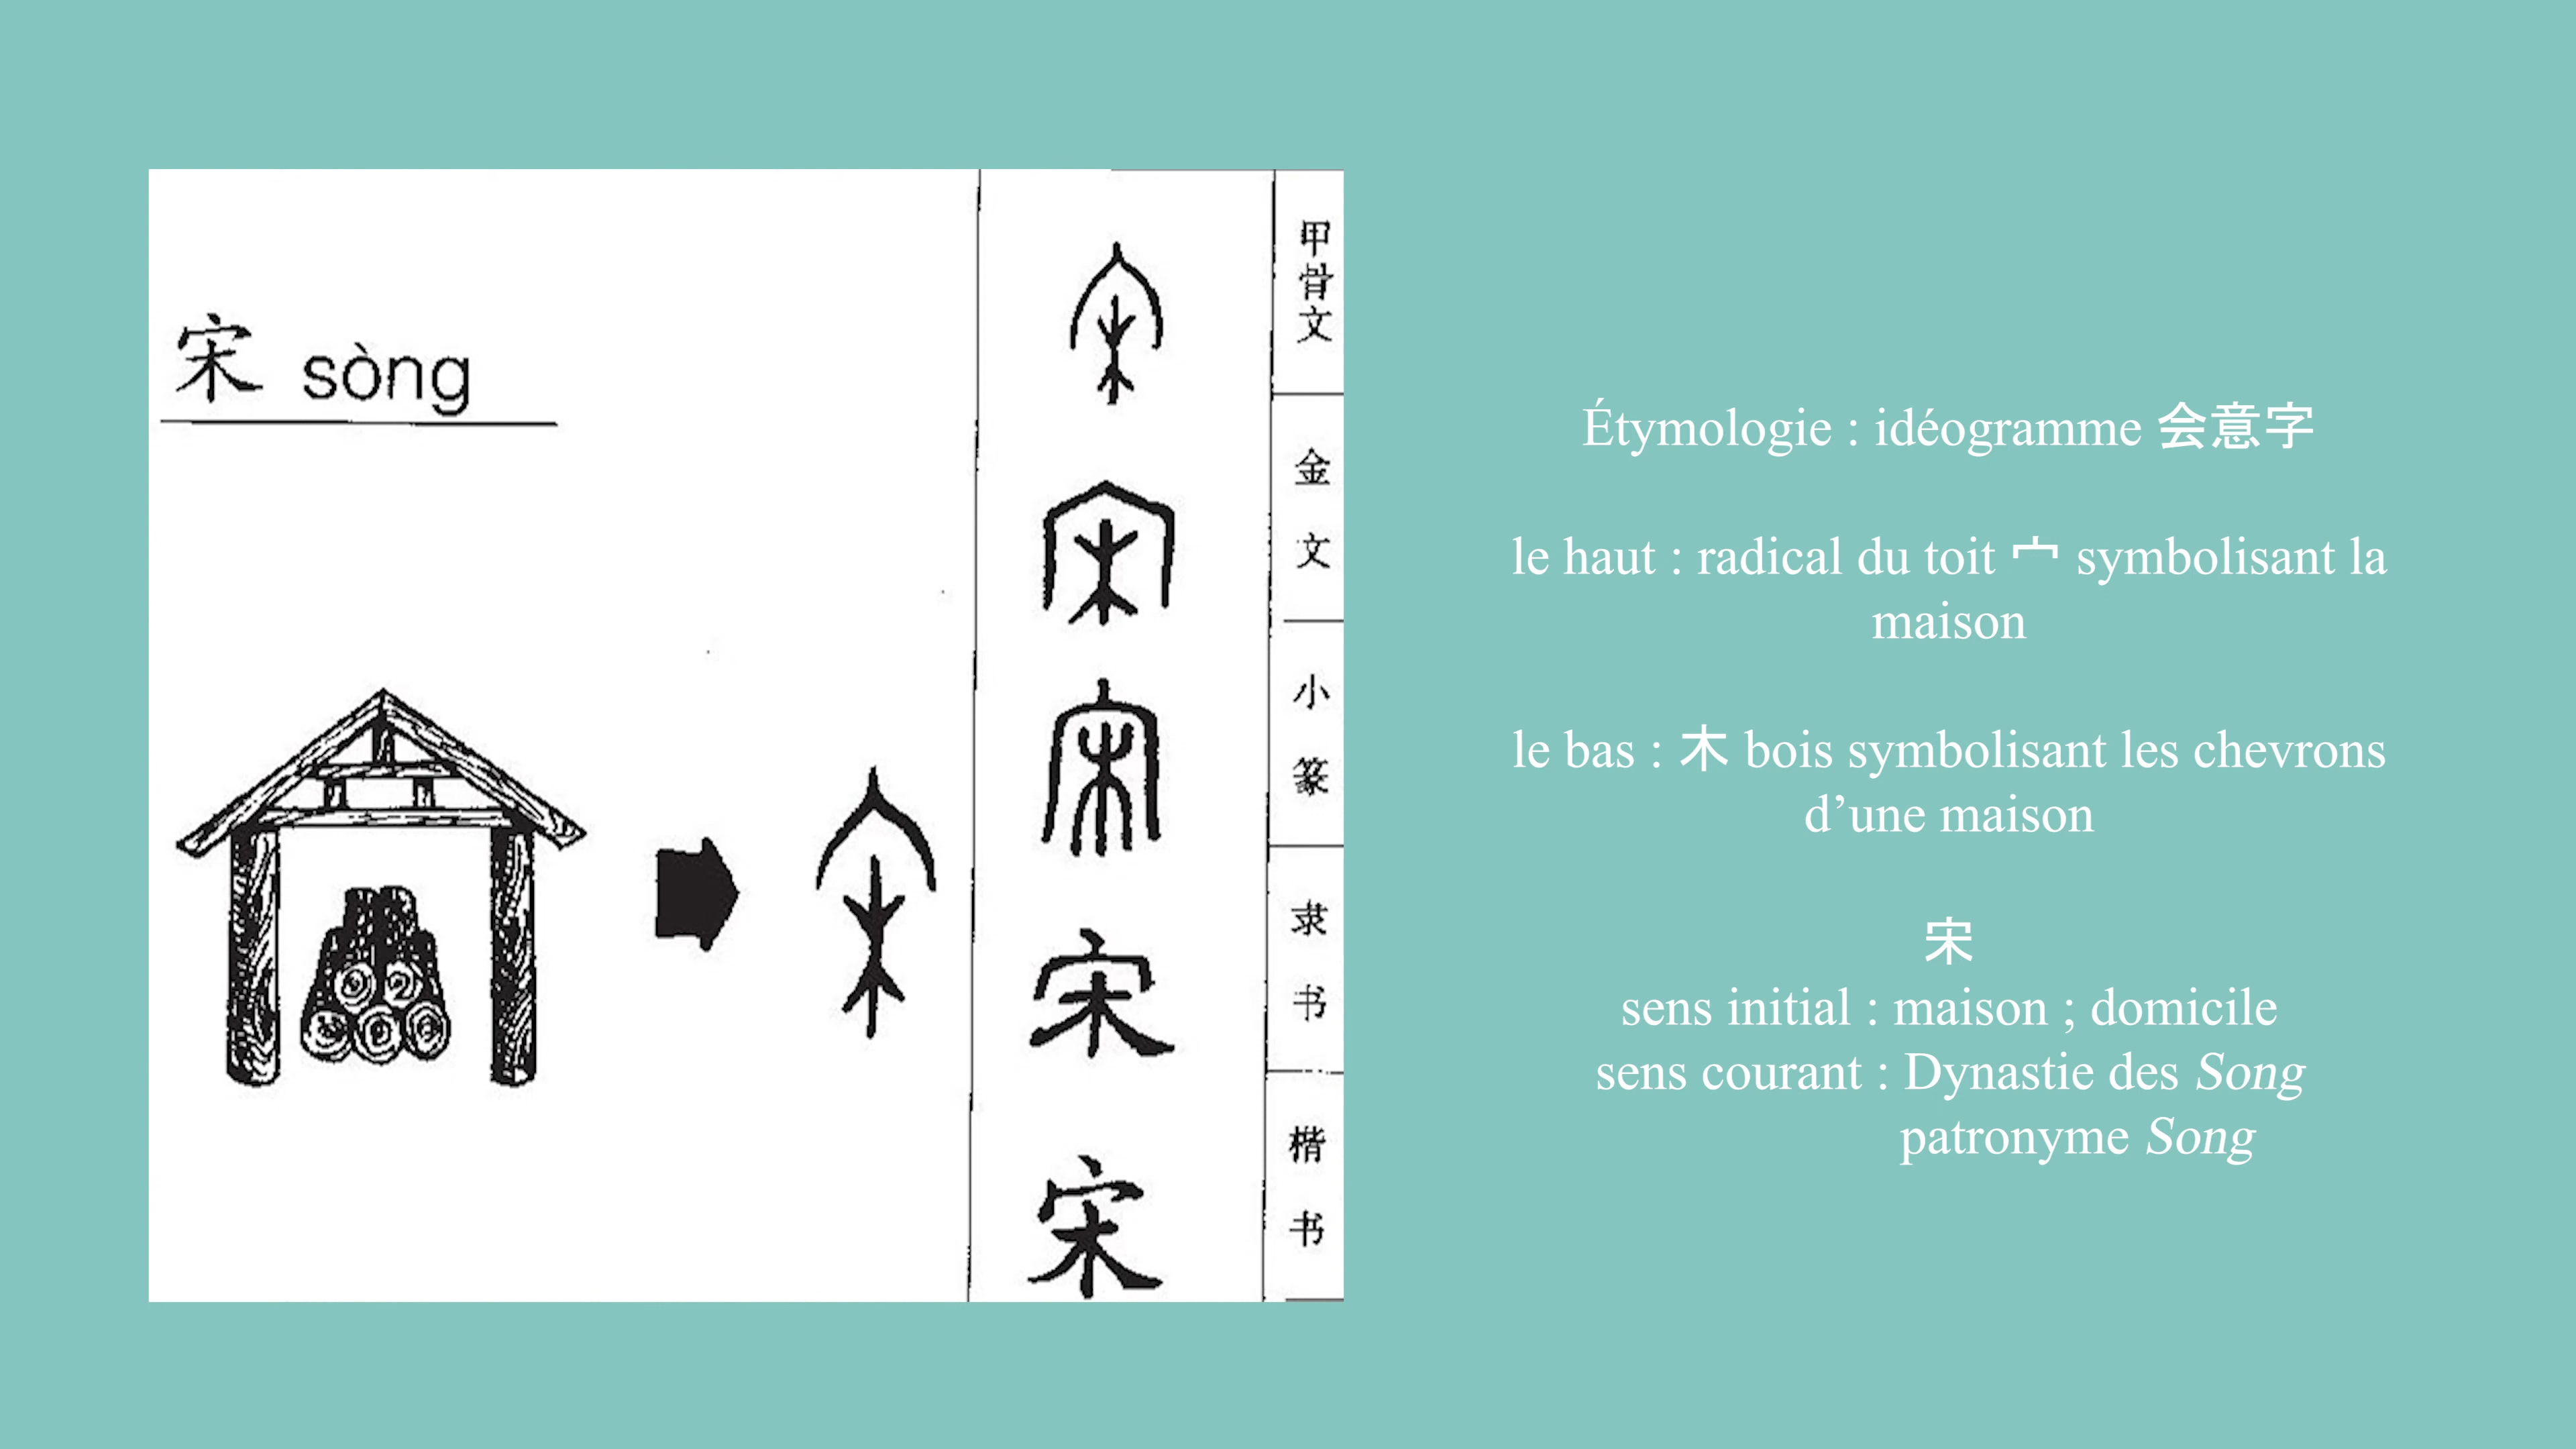 宋 sòng
甲骨文
金文
小篆
隶书
楷书
宋
宋
Étymologie : idéogramme 会意字
le haut : radical du toit 宀 symbolisant la
maison
le bas : 木 bois symbolisant les chevrons
d’une maison
宋
sens initial : maison ; domicile
sens courant : Dynastie des Song
patronyme Song